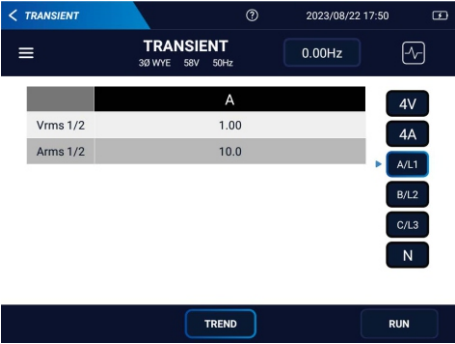 TRANSIENT ? 2023/08/22 17:50
TRANSIENT
3Ø WYE 58V 50Hz
0.00Hz
A
Vrms 1/2 1.00
Arms 1/2 10.0
4V
4A
A/L1
B/L2
C/L3
N
TREND RUN